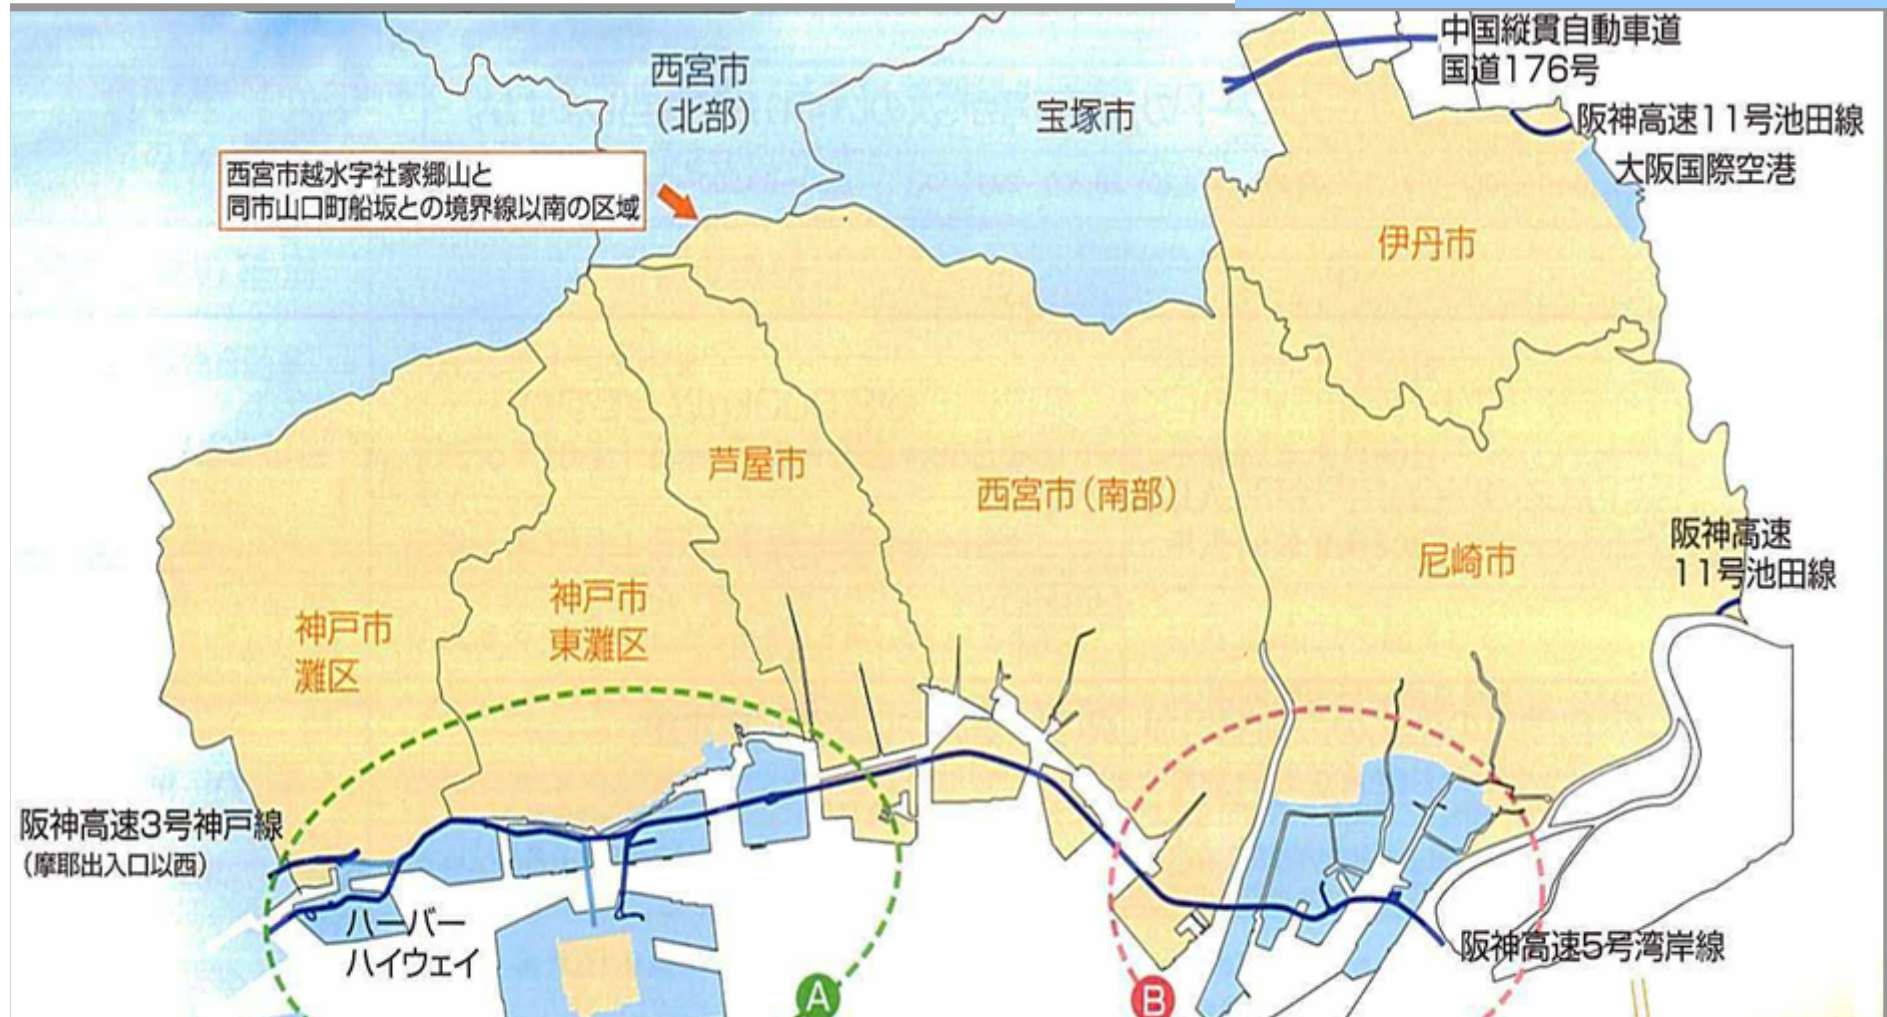 中国縦貫自動車道
国道176号
西宮市
（北部）
宝塚市
阪神高速11号池田線
大阪国際空港
西宮市越水字社家郷山と
同市山口町船坂との境界線以南の区域
伊丹市
芦屋市
西宮市（南部）
尼崎市
阪神高速
11号池田線
神戸市
東灘区
神戸市
灘区
阪神高速3号神戸線
（摩耶出入口以西）
ハーバー
ハイウェイ
阪神高速5号湾岸線
A
B